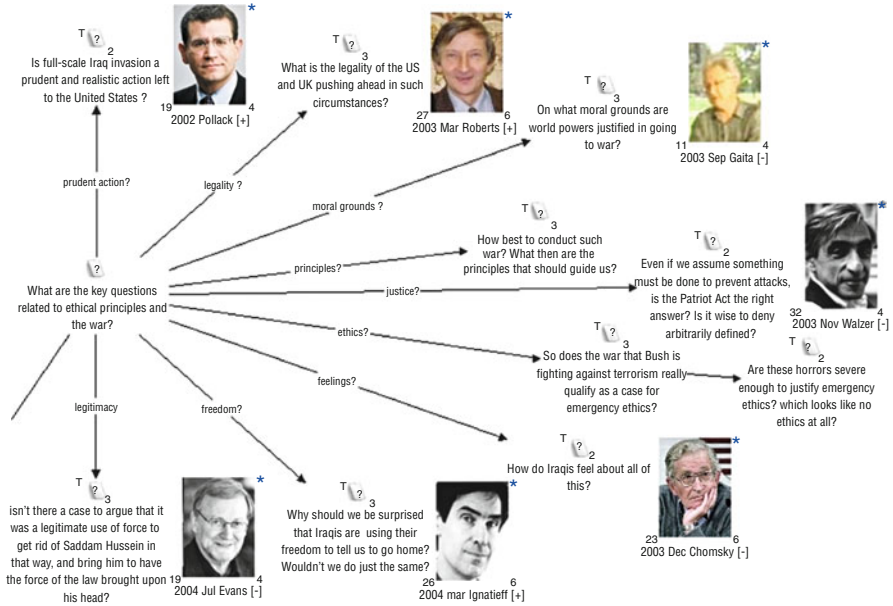 T ? 2
Is full-scale Iraq invasion a
prudent and realistic action left
to the United States ?
*
19 4
2002 Pollack [+]
T ? 3
What is the legality of the US
and UK pushing ahead in such
circumstances?
*
27 6
2003 Mar Roberts [+]
T ? 3
On what moral grounds are
world powers justified in going
to war?
*
11 4
2003 Sep Gaita [-]
prudent action?
legality ?
moral grounds ?
T ? 3
How best to conduct such
war? What then are the
principles that should guide us?
T ? 2
Even if we assume something
must be done to prevent attacks,
is the Patriot Act the right
answer? Is it wise to deny
arbitrarily defined?
*
32 4
2003 Nov Walzer [-]
?
What are the key questions
related to ethical principles and
the war?
principles?
justice?
ethics?
feelings?
freedom?
legitimacy
T ? 3
So does the war that Bush is
fighting against terrorism really
qualify as a case for
emergency ethics?
T ? 2
Are these horrors severe
enough to justify emergency
ethics? which looks like no
ethics at all?
T ? 2
How do Iraqis feel about all of
this?
*
23 6
2003 Dec Chomsky [-]
T ? 3
isn't there a case to argue that it
was a legitimate use of force to
get rid of Saddam Hussein in
that way, and bring him to have
the force of the law brought upon
his head?
*
19 4
2004 Jul Evans [-]
T ? 3
Why should we be surprised
that Iraqis are using their
freedom to tell us to go home?
Wouldn't we do just the same?
*
26 6
2004 mar Ignatieff [+]